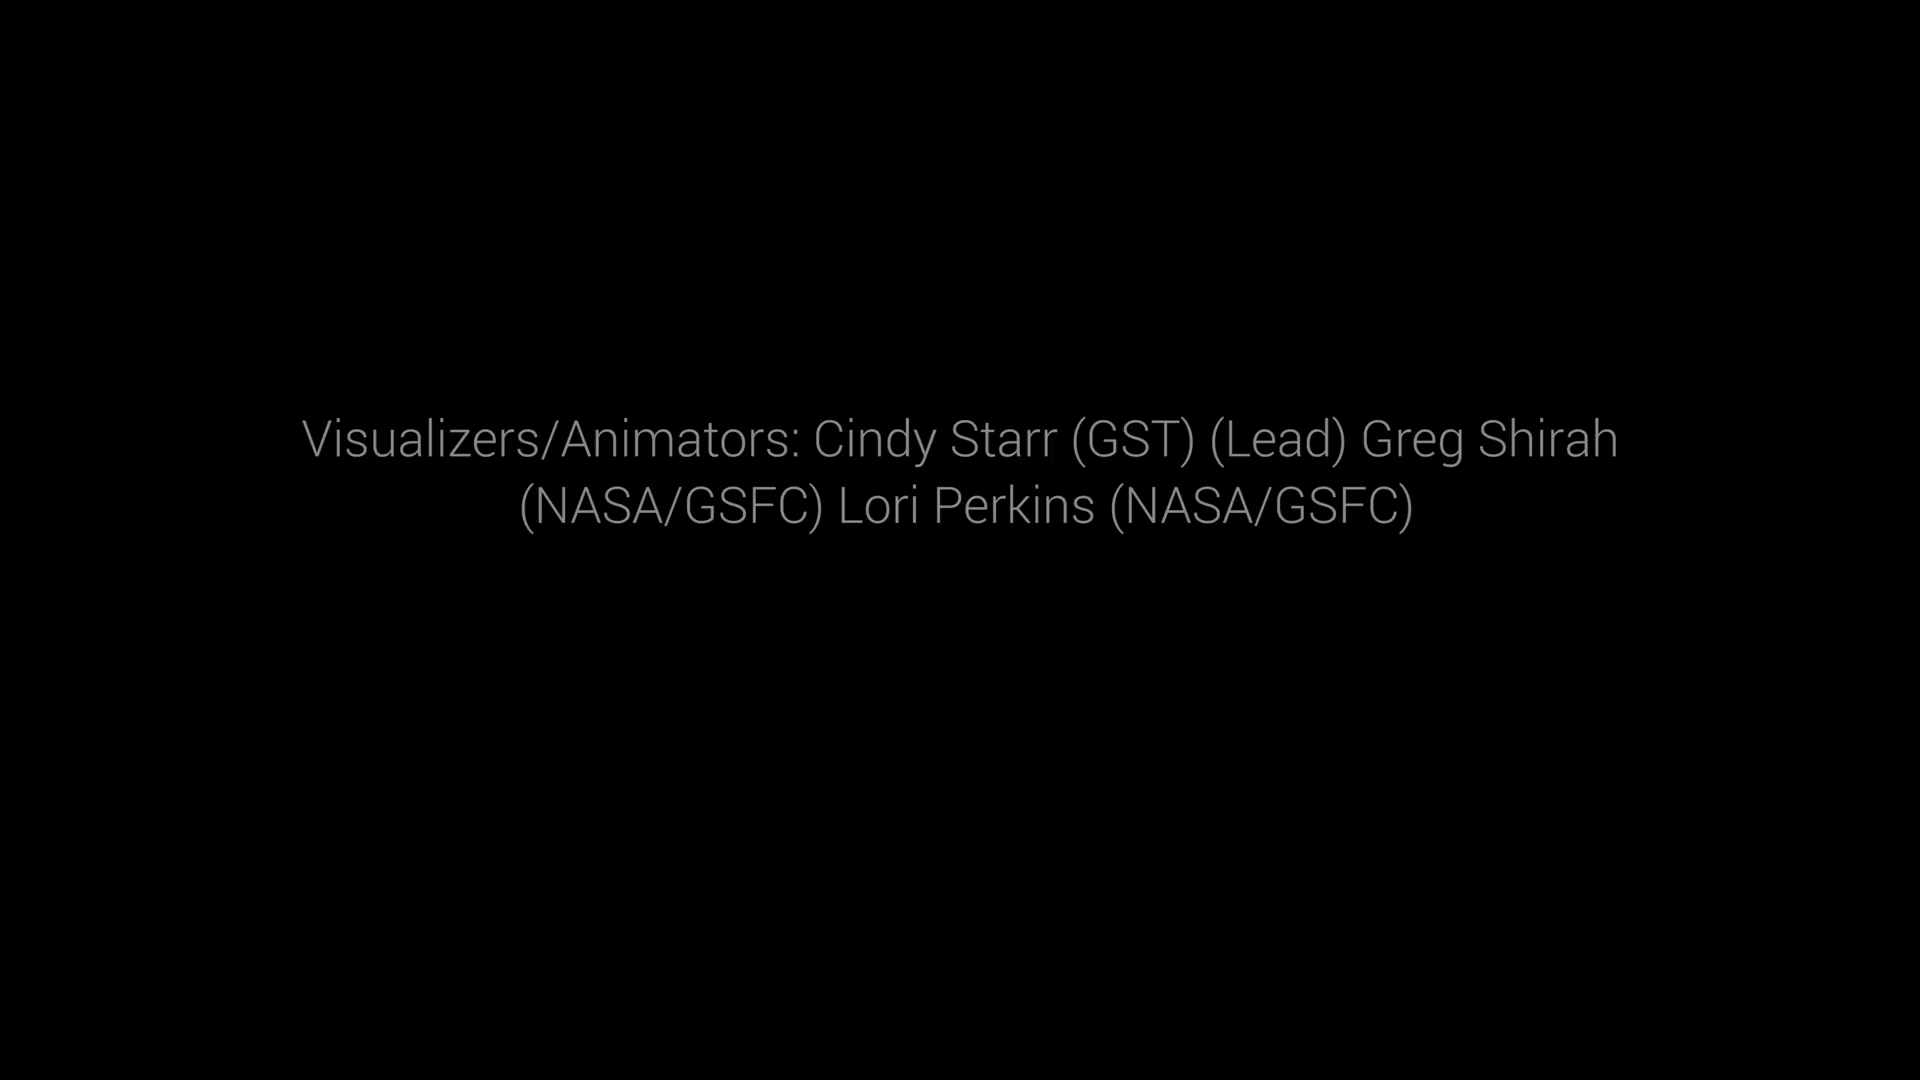 Visualizers/Animators: Cindy Starr (GST) (Lead) Greg Shirah
(NASA/GSFC) Lori Perkins (NASA/GSFC)